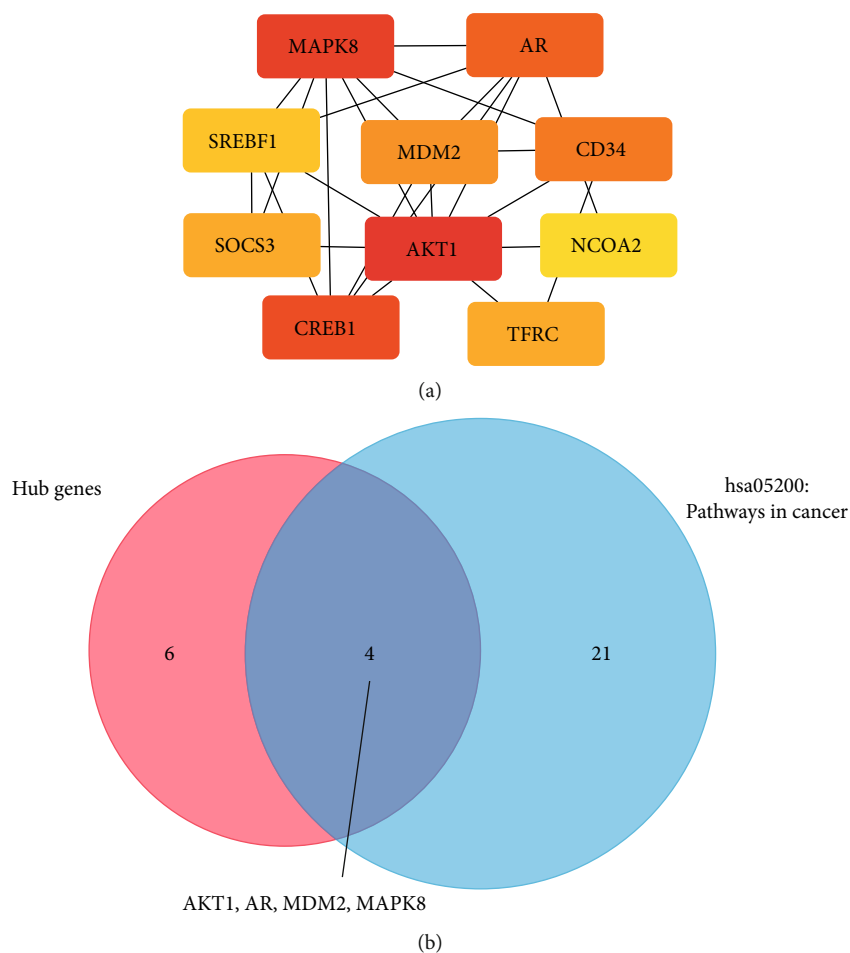 MAPK8
AR
SREBF1
MDM2
CD34
SOCS3
AKT1
NCOA2
CREB1
TFRC
(a)
Hub genes
hsa05200:
Pathways in cancer
6
4
21
AKT1, AR, MDM2, MAPK8
(b)